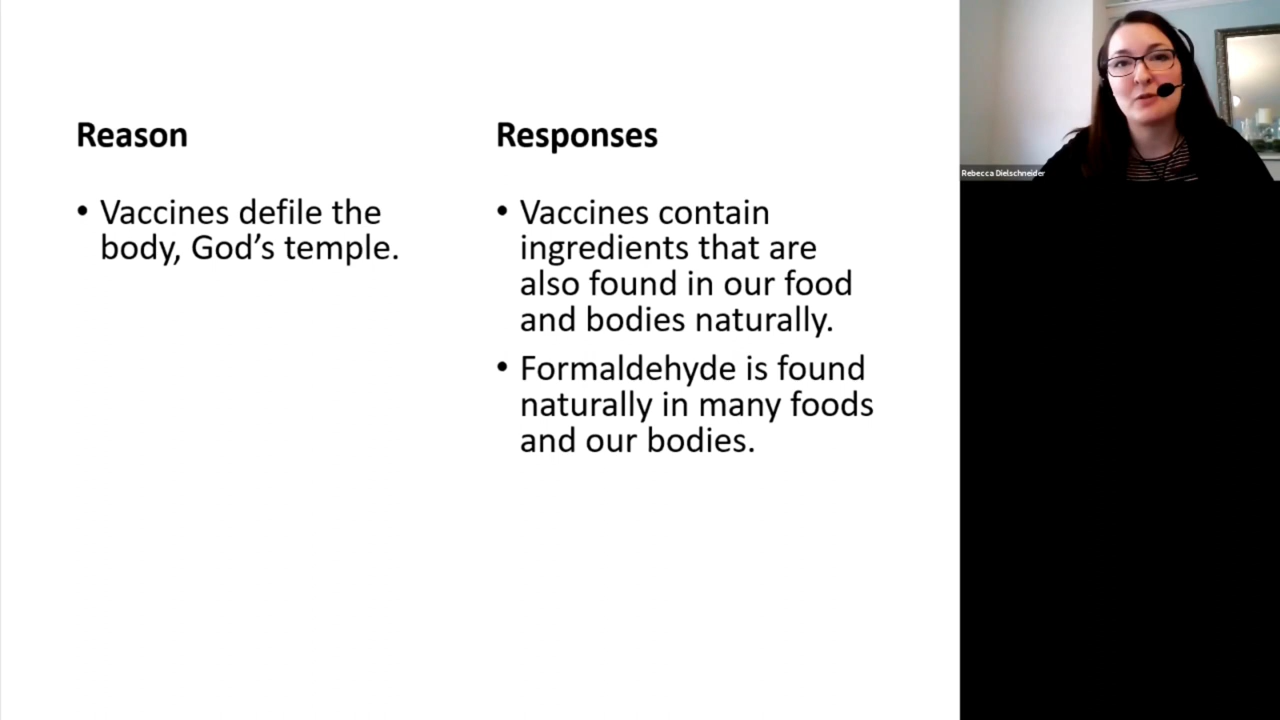 Reason
• Vaccines defile the
body, God’s temple.
Responses
• Vaccines contain
ingredients that are
also found in our food
and bodies naturally.
• Formaldehyde is found
naturally in many foods
and our bodies.
Rebecca Dielschneider